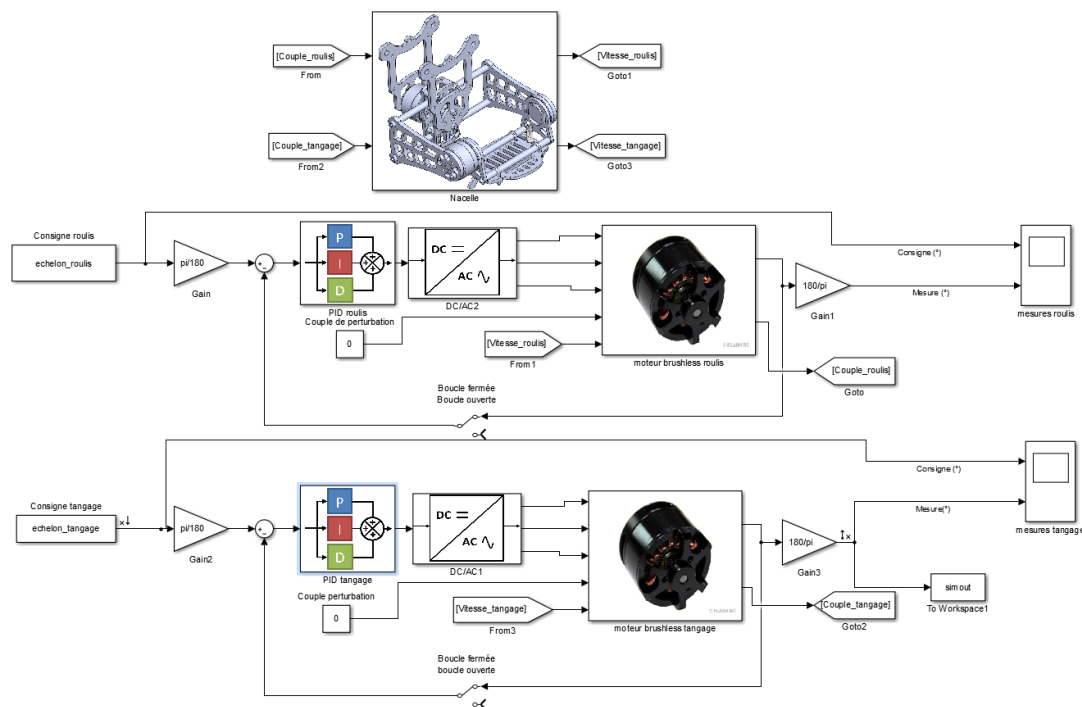 [Couple_roulis]
From
[Vitesse_roulis]
Goto1
[Couple_tangage]
From2
[Vitesse_tangage]
Goto3
Nacelle
Consigne roulis
echelon_roulis
pi/180
Gain
+
-
P
I
D
PID roulis
Couple de perturbation
0
DC
AC
DC/AC2
[Vitesse_roulis]
From1
moteur brushless roulis
180/pi
Gain1
Consigne (°)
Mesure (°)
mesures roulis
[Couple_roulis]
Goto
Boucle fermée
Boucle ouverte
Consigne tangage
echelon_tangage
pi/180
Gain2
+
-
P
I
D
PID tangage
Couple perturbation
0
DC
AC
DC/AC1
[Vitesse_tangage]
From3
moteur brushless tangage
180/pi
Gain3
Consigne (°)
Mesure(°)
mesures tangage
simout
To Workspace1
[Couple_tangage]
Goto2
Boucle fermée
boucle ouverte